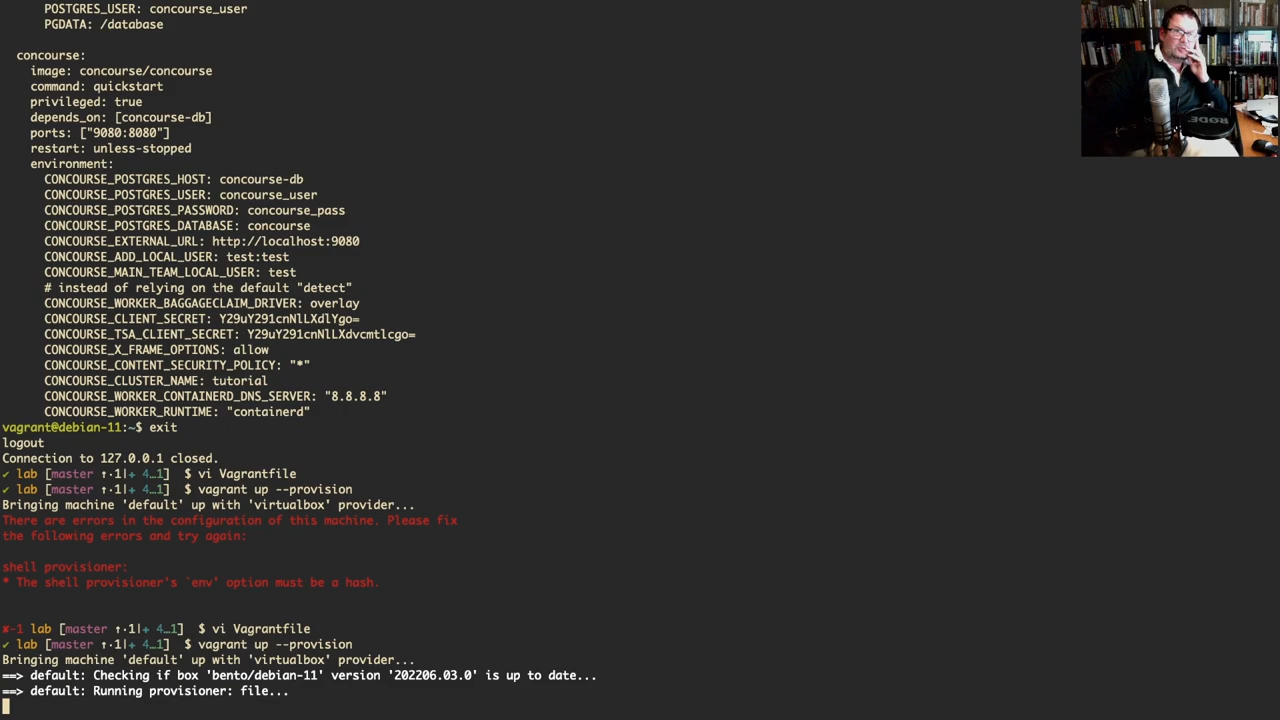 POSTGRES_USER: concourse_user
PGDATA: /database
concourse:
image: concourse/concourse
command: quickstart
privileged: true
depends_on: [concourse-db]
ports: ["9080:8080"]
restart: unless-stopped
environment:
CONCOURSE_POSTGRES_HOST: concourse-db
CONCOURSE_POSTGRES_USER: concourse_user
CONCOURSE_POSTGRES_PASSWORD: concourse_pass
CONCOURSE_POSTGRES_DATABASE: concourse
CONCOURSE_EXTERNAL_URL: http://localhost:9080
CONCOURSE_ADD_LOCAL_USER: test:test
CONCOURSE_MAIN_TEAM_LOCAL_USER: test
# instead of relying on the default "detect"
CONCOURSE_WORKER_BAGGAGECLAIM_DRIVER: overlay
CONCOURSE_CLIENT_SECRET: Y29uY291cnNlLXdlYgo=
CONCOURSE_TSA_CLIENT_SECRET: Y29uY291cnNlLXdvcmtlcgo=
CONCOURSE_X_FRAME_OPTIONS: allow
CONCOURSE_CONTENT_SECURITY_POLICY: "*"
CONCOURSE_CLUSTER_NAME: tutorial
CONCOURSE_WORKER_CONTAINERD_DNS_SERVER: "8.8.8.8"
CONCOURSE_WORKER_RUNTIME: "containerd"
vagrant@debian-11:~$ exit
logout
Connection to 127.0.0.1 closed.
✔ lab [master ↑·1|+ 4…1] $ vi Vagrantfile
✔ lab [master ↑·1|+ 4…1] $ vagrant up --provision
Bringing machine 'default' up with 'virtualbox' provider...
There are errors in the configuration of this machine. Please fix
the following errors and try again:
shell provisioner:
* The shell provisioner's `env' option must be a hash.
✘-1 lab [master ↑·1|+ 4…1] $ vi Vagrantfile
✔ lab [master ↑·1|+ 4…1] $ vagrant up --provision
Bringing machine 'default' up with 'virtualbox' provider...
==> default: Checking if box 'bento/debian-11' version '202206.03.0' is up to date...
==> default: Running provisioner: file...
RODE